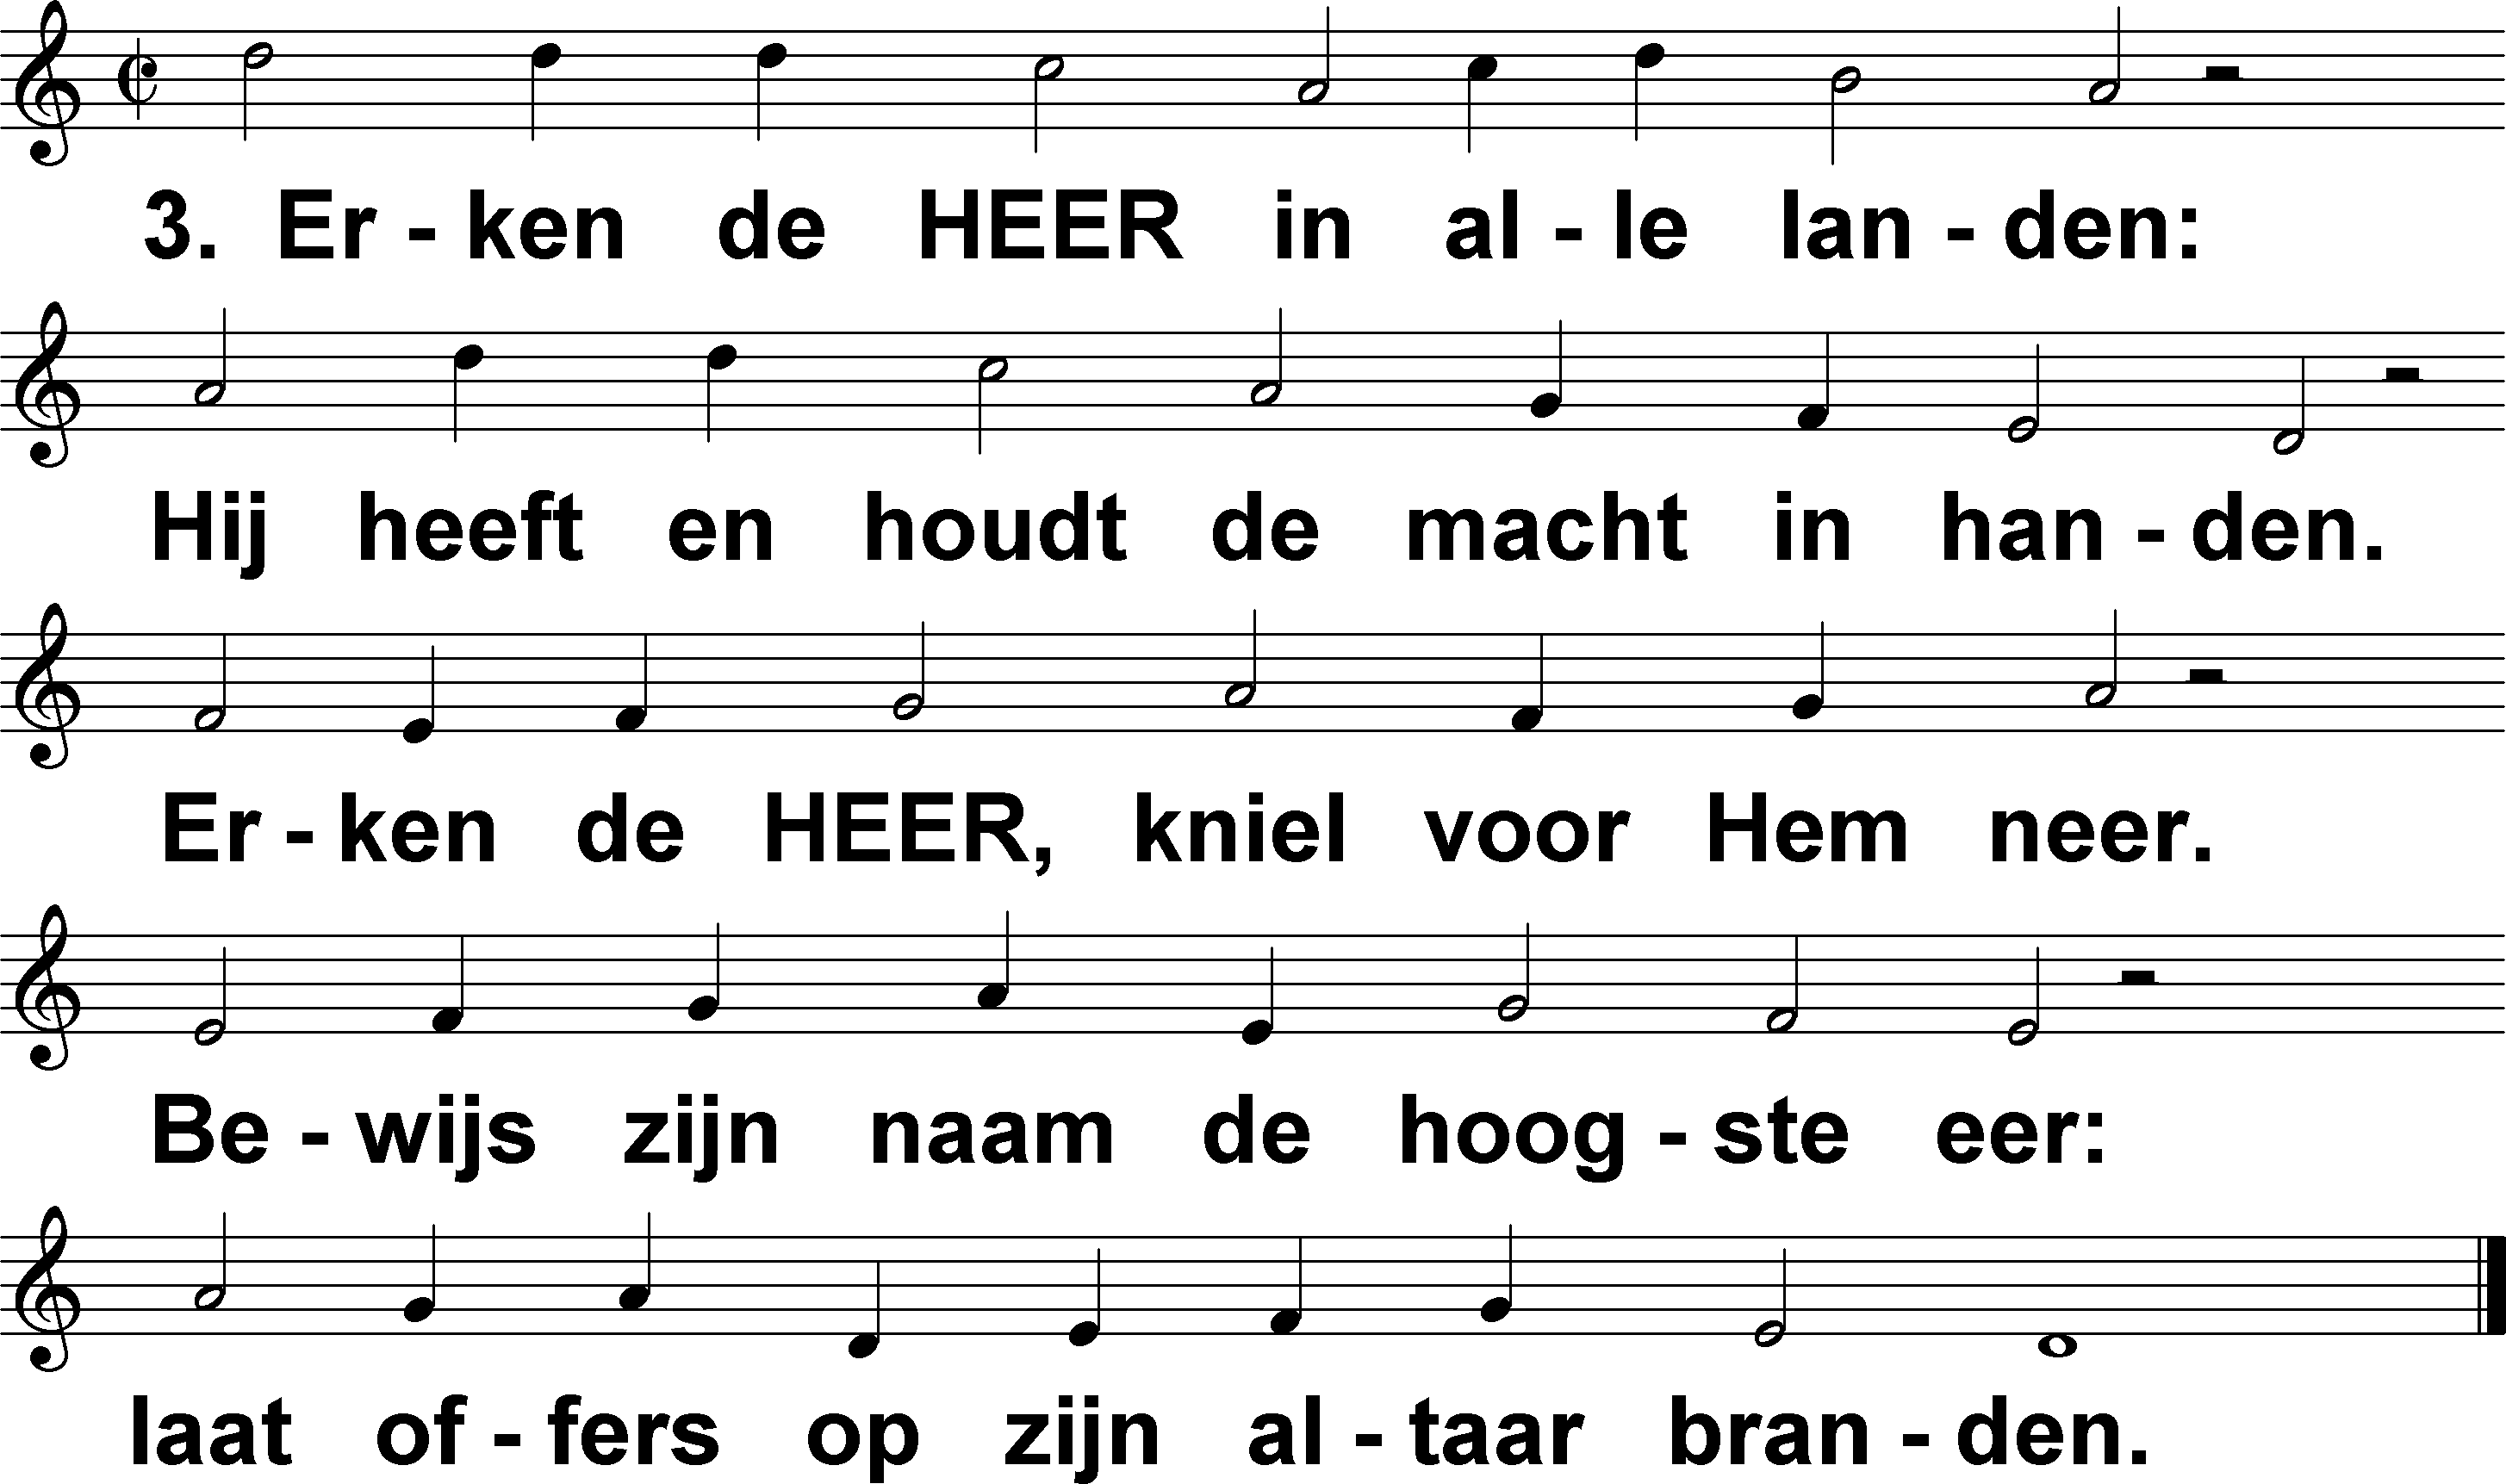 3. Er - ken de HEER in al - le lan - den:
Hij heeft en houdt de macht in han - den.
Er - ken de HEER, kniel voor Hem neer.
Be - wijs zijn naam de hoog - ste eer:
laat of - fers op zijn al - taar bran - den.